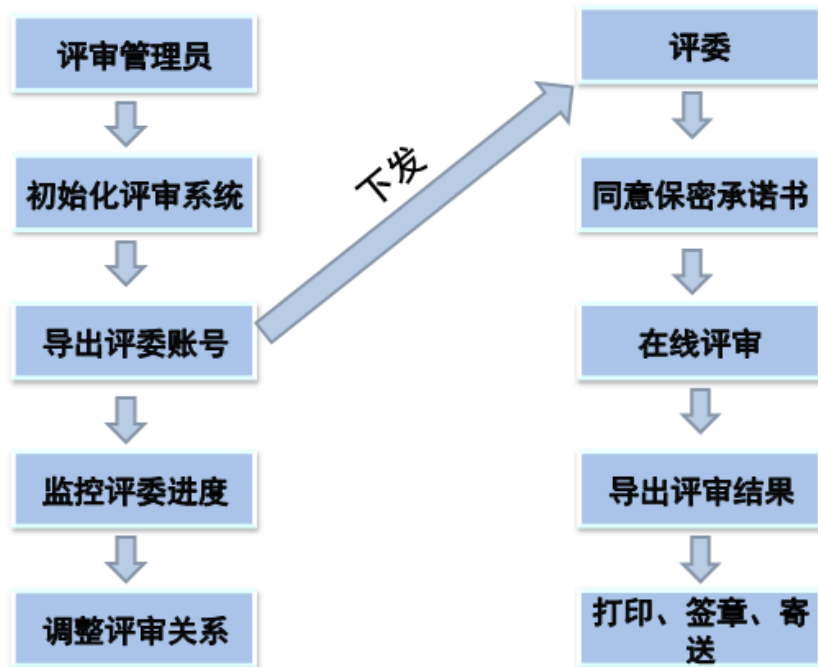 评审管理员
初始化评审系统
导出评委账号
监控评委进度
调整评审关系
下发
评委
同意保密承诺书
在线评审
导出评审结果
打印、签章、寄
送